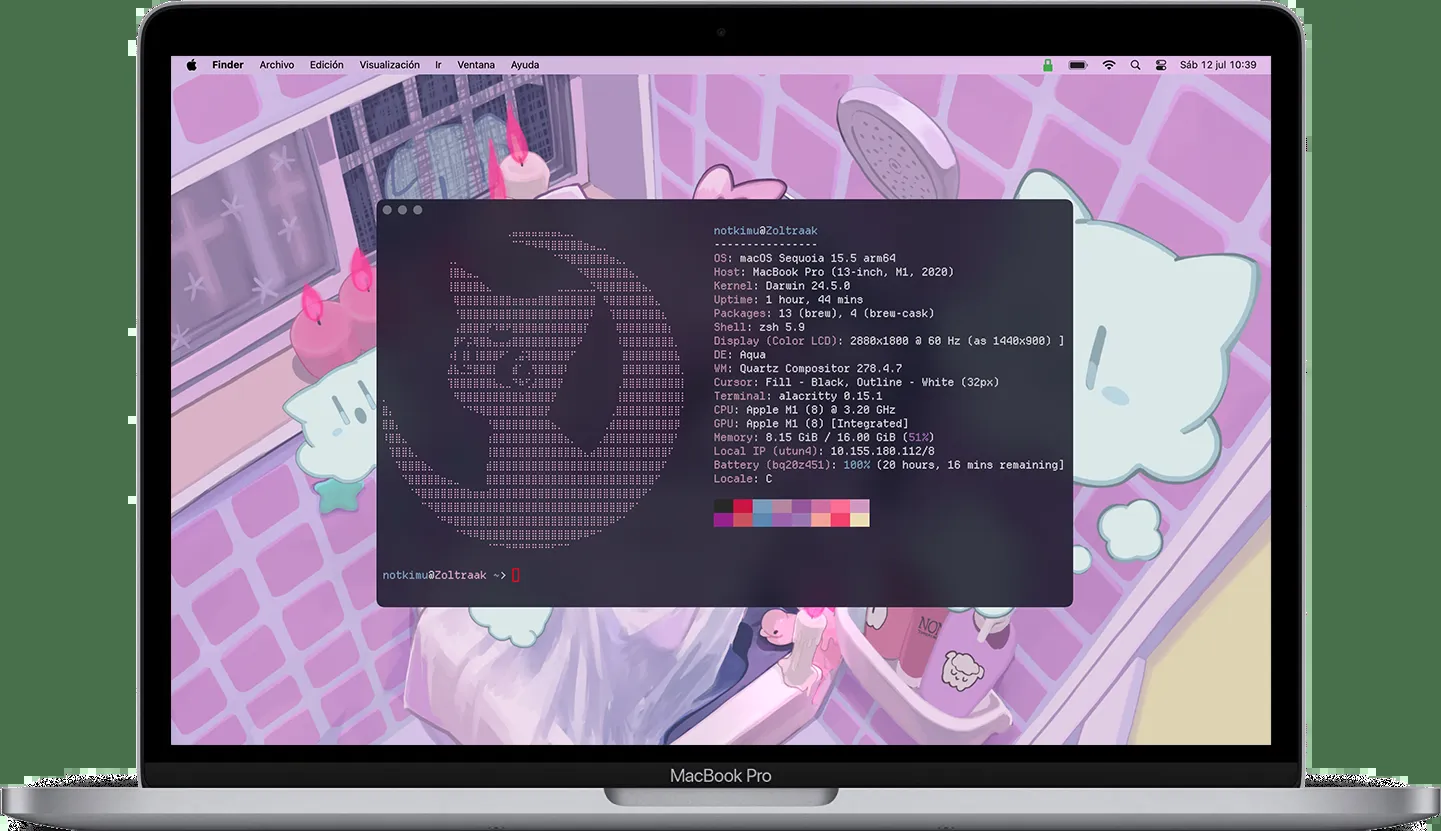 Finder Archivo Edición Visualización Ir Ventana Ayuda Sáb 12 jul 10:39
notkimu@Zoltraak
----------------
OS: macOS Sequoia 15.5 arm64
Host: MacBook Pro (13-inch, M1, 2020)
Kernel: Darwin 24.5.0
Uptime: 1 hour, 44 mins
Packages: 13 (brew), 4 (brew-cask)
Shell: zsh 5.9
Display (Color LCD): 2880x1800 @ 60 Hz (as 1440x900) ]
DE: Aqua
WM: Quartz Compositor 278.4.7
Cursor: Fill - Black, Outline - White (32px)
Terminal: alacritty 0.15.1
CPU: Apple M1 (8) @ 3.20 GHz
GPU: Apple M1 (8) [Integrated]
Memory: 8.15 GiB / 16.00 GiB (51%)
Local IP (utun4): 10.155.180.112/8
Battery (bq20z451): 100% (20 hours, 16 mins remaining]
Locale: C
notkimu@Zoltraak ~>
MacBook Pro